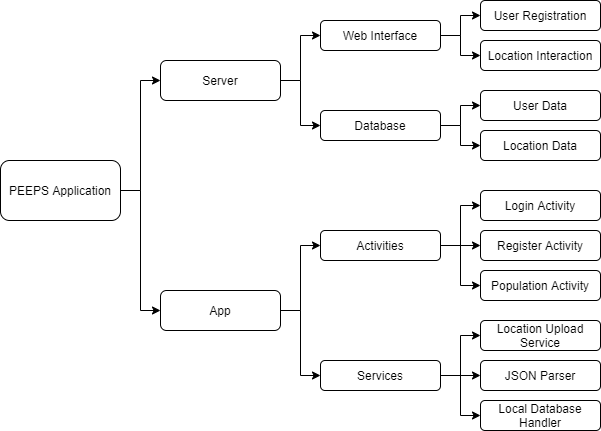 PEEPS Application
Server
App
Web Interface
Database
Activities
Services
User Registration
Location Interaction
User Data
Location Data
Login Activity
Register Activity
Population Activity
Location Upload
Service
JSON Parser
Local Database
Handler